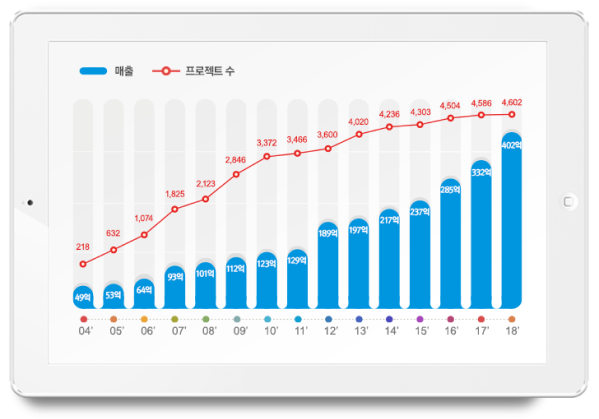 매출 프로젝트 수
218 632 1,074 1,825 2,123 2,846 3,372 3,466 3,600 4,020 4,236 4,303 4,504 4,586 4,602
49억 53억 64억 93억 101억 112억 123억 129억 189억 197억 217억 237억 285억 332억 402억
04' 05' 06' 07' 08' 09' 10' 11' 12' 13' 14' 15' 16' 17' 18'